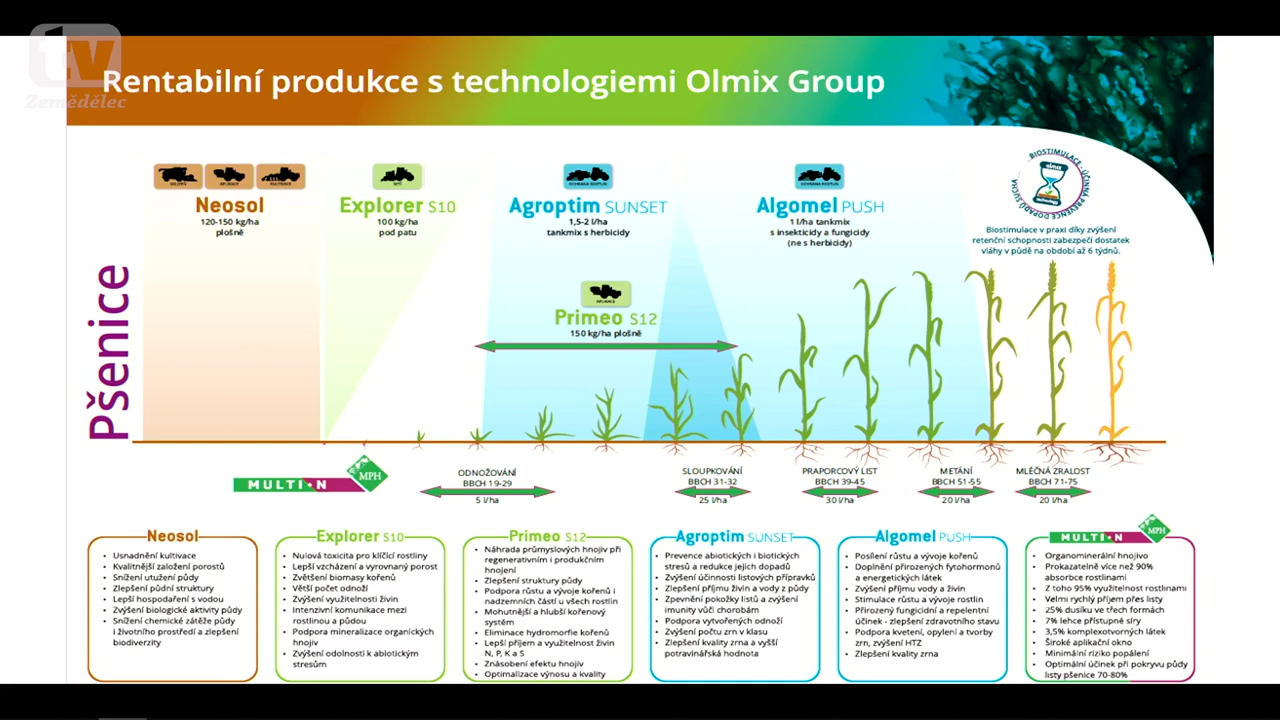 tv
Zemědělec
Rentabilní produkce s technologiemi Olmix Group
Neosol
120-150 kg/ha
plošně
Explorer S10
100 kg/ha
pod patu
Agroptim SUNSET
1,5-2 l/ha
tankmix s herbicidy
Algomel PUSH
1 l/ha tankmix
s insekticidy a fungicidy
(ne s herbicidy)
BIOSTIMULACE - ÚČINNÁ PREVENCE DOPADŮ SUCHA
olmix
Biostimulace v praxi díky zvýšení
retenční schopnosti zabezpečí dostatek
vláhy v půdě na období až 6 týdnů.
Pšenice
Primeo S12
150 kg/ha plošně
MULTI•N MPH
ODNOŽOVÁNÍ
BBCH 19-29
5 l/ha
SLOUPKOVÁNÍ
BBCH 31-32
25 l/ha
PRAPORCOVÝ LIST
BBCH 39-45
30 l/ha
METÁNÍ
BBCH 51-55
20 l/ha
MLÉČNÁ ZRALOST
BBCH 71-75
20 l/ha
Neosol
• Usnadnění kultivace
• Kvalitnější založení porostů
• Snížení utužení půdy
• Zlepšení půdní struktury
• Lepší hospodaření s vodou
• Zvýšení biologické aktivity půdy
• Snížení chemické zátěže půdy
i životního prostředí a zlepšení
biodiverzity
Explorer S10
• Nulová toxicita pro klíčící rostliny
• Lepší vzcházení a vyrovnaný porost
• Zvětšení biomasy kořenů
• Větší počet odnoží
• Zvýšení využitelnosti živin
• Intenzivní komunikace mezi
rostlinou a půdou
• Podpora mineralizace organických
hnojiv
• Zvýšení odolnosti k abiotickým
stresům
Primeo S12
• Náhrada průmyslových hnojiv při
regenerativním i produkčním
hnojení
• Zlepšení struktury půdy
• Podpora růstu a vývoje kořenů i
nadzemních částí u všech rostlin
• Mohutnější a hlubší kořenový
systém
• Eliminace hydromorfie kořenů
• Lepší příjem a využitelnost živin
N, P, K a S
• Znásobení efektu hnojiv
• Optimalizace výnosu a kvality
Agroptim SUNSET
• Prevence abiotických i biotických
stresů a redukce jejich dopadů
• Zvýšení účinnosti listových přípravků
• Zlepšení příjmu živin a vody z půdy
• Zpevnění pokožky listů a zvýšení
imunity vůči chorobám
• Podpora vytvořených odnoží
• Zvýšení počtu zrn v klasu
• Zlepšení kvality zrna a vyšší
potravinářská hodnota
Algomel PUSH
• Posílení růstu a vývoje kořenů
• Doplnění přirozených fytohormonů
a energetických látek
• Zvýšení příjmu vody a živin
• Stimulace růstu a vývoje rostlin
• Přirozený fungicidní a repelentní
účinek - zlepšení zdravotního stavu
• Podpora kvetení, opylení a tvorby
zrn, zvýšení HTZ
• Zlepšení kvality zrna
MULTI•N MPH
• Organominerální hnojivo
• Prokazatelně více než 90%
absorbce rostlinami
• Z toho 95% využitelnost rostlinami
• Velmi rychlý příjem přes listy
• 25% dusíku ve třech formách
• 7% lehce přístupné síry
• 3,5% komplexotvorných látek
• Široké aplikační okno
• Minimální riziko popálení
• Optimální účinek při pokryvu půdy
listy pšenice 70-80%